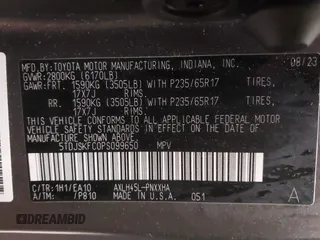 MFD.BY:TOYOTA MOTOR MANUFACTURING, INDIANA, INC. 08/23
GVWR:2800KG (6170LB)
GAWR:FRT. 1590KG (3505LB) WITH P235/65R17 TIRES,
17X7J RIMS,
RR. 1590KG (3505LB) WITH P235/65R17 TIRES,
17X7J RIMS,
THIS VEHICLE CONFORMS TO ALL APPLICABLE FEDERAL MOTOR
VEHICLE SAFETY STANDARDS IN EFFECT ON THE DATE OF
MANUFACTURE SHOWN ABOVE.
5TDJSKFC0PS099650 MPV
C/TR:1H1/EA10 AXLH45L-PNXXHA
A/TM: /P810 MADE IN U.S.A. 051 A
DREAMBID